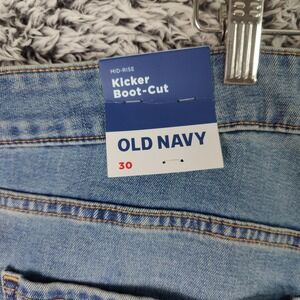 MID-RISE
Kicker
Boot-Cut
OLD NAVY
30